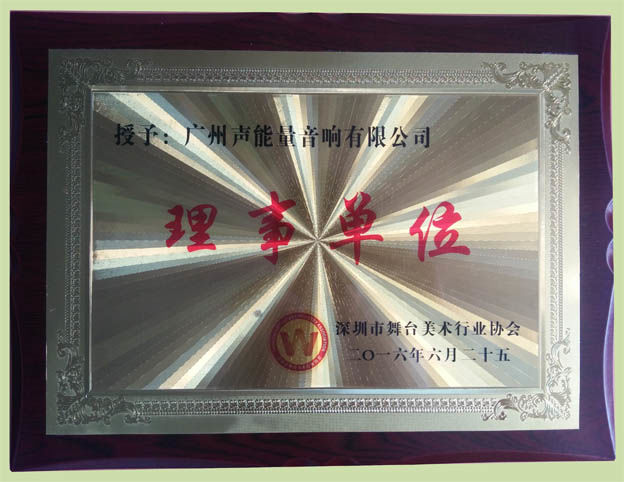 授予：广州声能量音响有限公司
理事单位
深圳市舞台美术行业协会
二〇一六年六月二十五